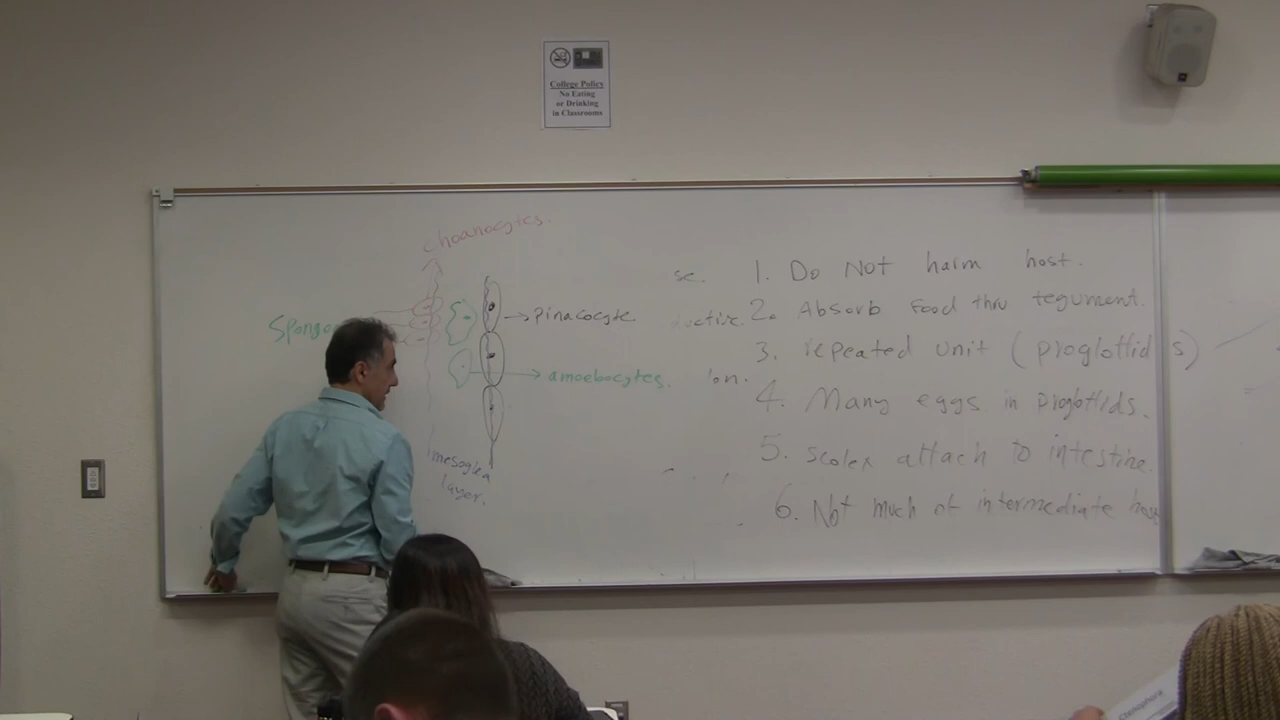 College Policy
No Eating
or Drinking
in Classrooms
choanocytes.
pinacocyte
amoebocytes.
mesoglea
layer.
se.
1. Do Not harm host.
2. Absorb food thru tegument.
3. repeated unit (proglottids)
4. Many eggs in proglottids.
5. scolex attach to intestine.
6. Not much of intermediate